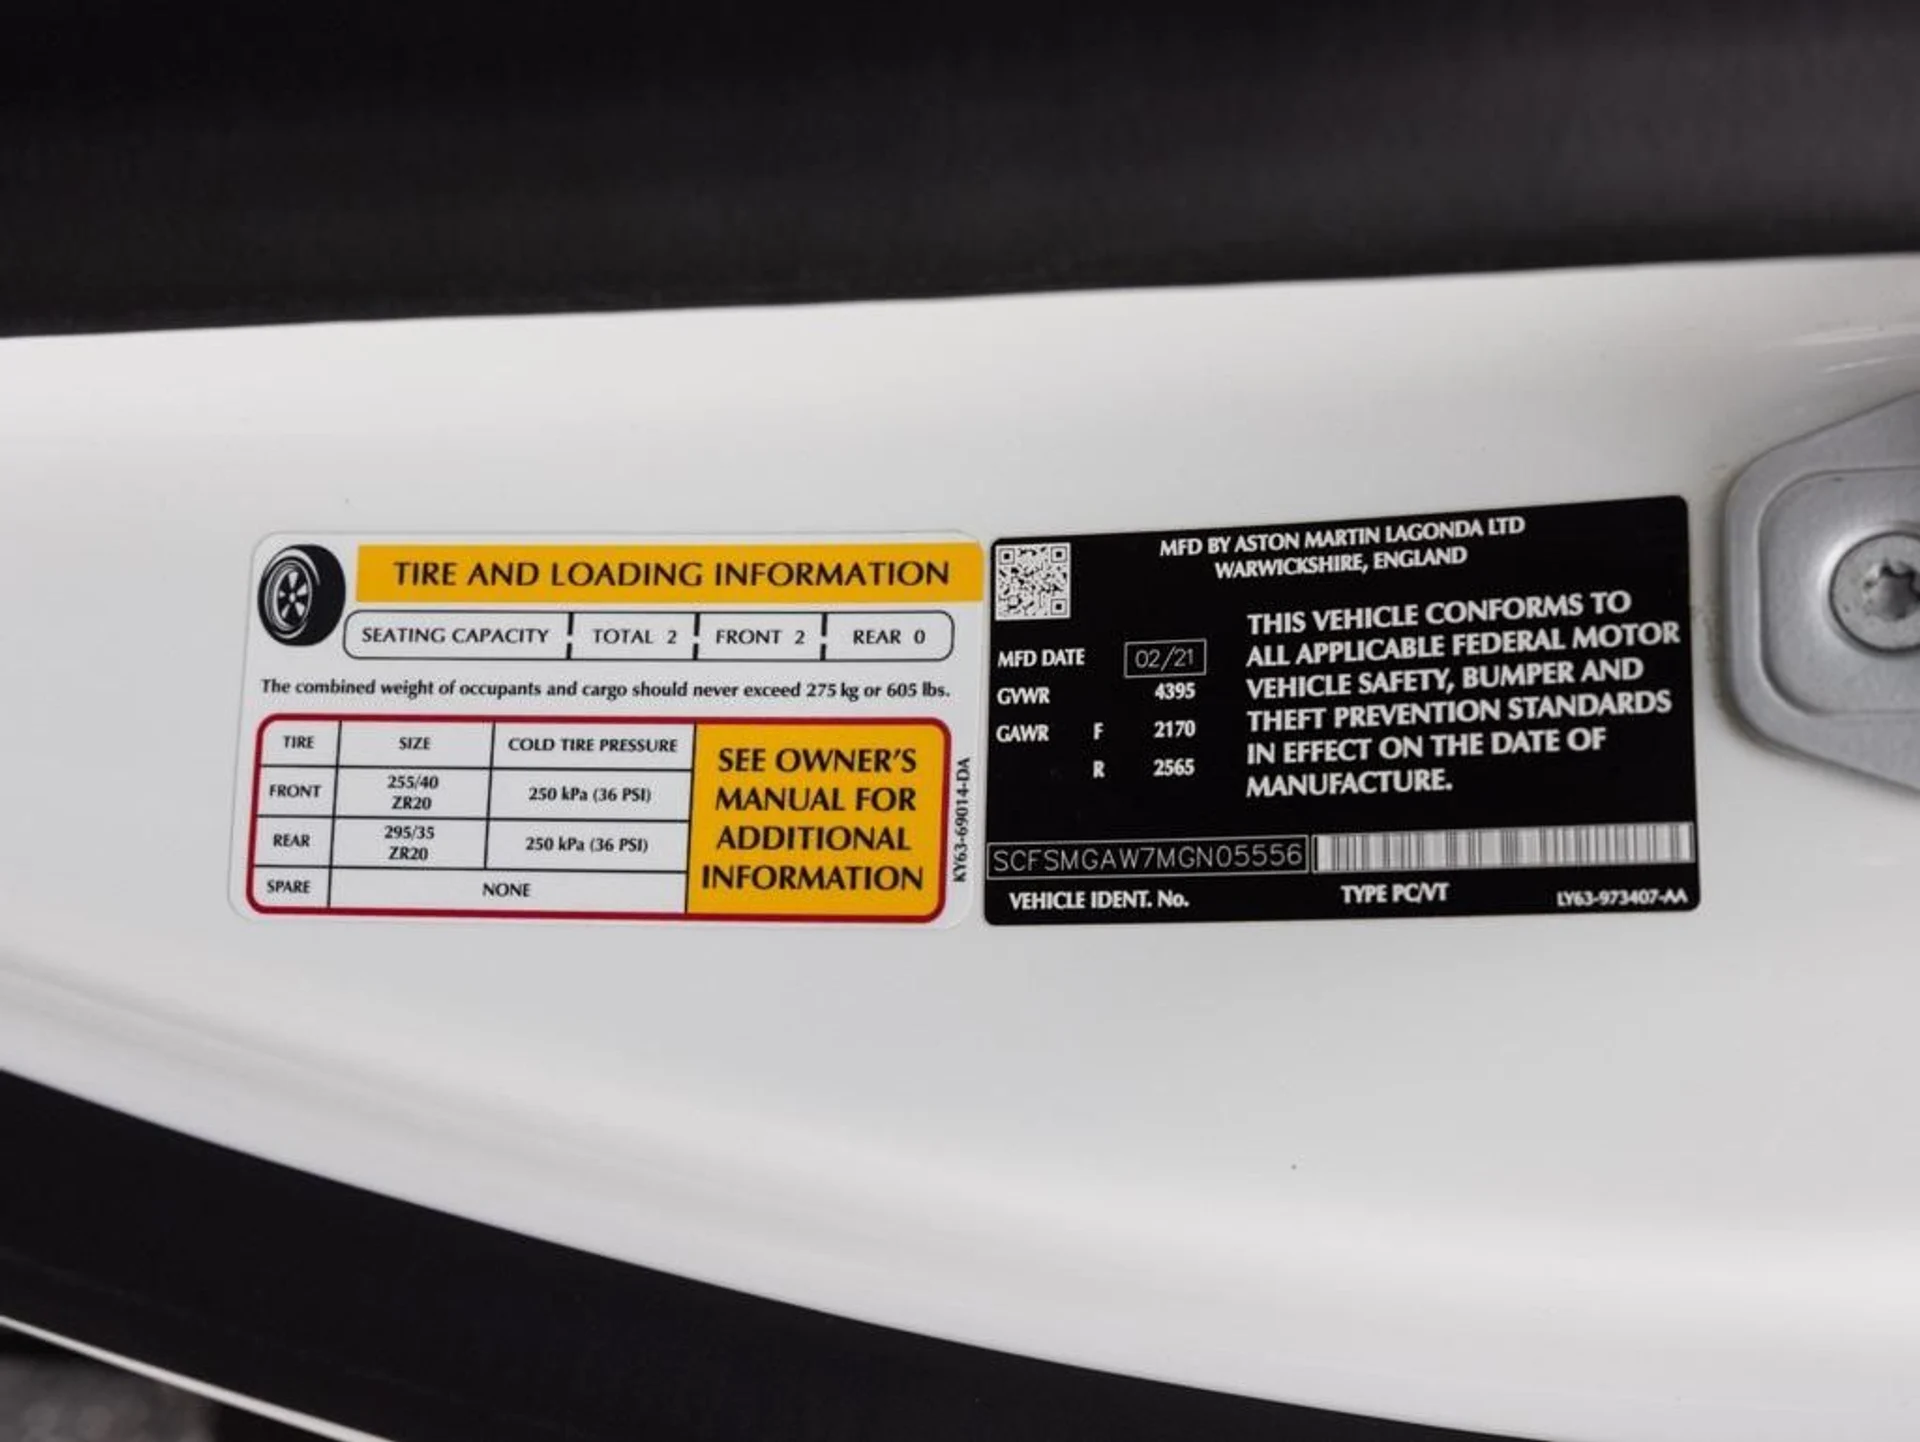 TIRE AND LOADING INFORMATION
SEATING CAPACITY TOTAL 2 FRONT 2 REAR 0
The combined weight of occupants and cargo should never exceed 275 kg or 605 lbs.
TIRE SIZE COLD TIRE PRESSURE
FRONT 255/40 ZR20 250 kPa (36 PSI)
REAR 295/35 ZR20 250 kPa (36 PSI)
SPARE NONE
SEE OWNER'S
MANUAL FOR
ADDITIONAL
INFORMATION
KY63-69014-DA
MFD BY ASTON MARTIN LAGONDA LTD
WARWICKSHIRE, ENGLAND
MFD DATE 02/21
GVWR 4395
GAWR F 2170
R 2565
THIS VEHICLE CONFORMS TO
ALL APPLICABLE FEDERAL MOTOR
VEHICLE SAFETY, BUMPER AND
THEFT PREVENTION STANDARDS
IN EFFECT ON THE DATE OF
MANUFACTURE.
SCFSMGAW7MGN05556
VEHICLE IDENT. No. TYPE PC/VT LY63-973407-AA